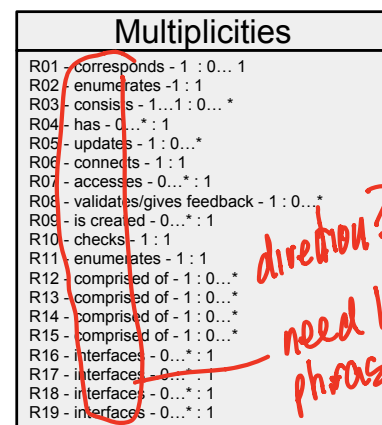 Multiplicities
R01 - corresponds - 1 : 0... 1
R02 - enumerates -1 : 1
R03 - consists - 1...1 : 0... *
R04 - has - 0...* : 1
R05 - updates - 1 : 0...*
R06 - connects - 1 : 1
R07 - accesses - 0...* : 1
R08 - validates/gives feedback - 1 : 0...*
R09 - is created - 0...* : 1
R10 - checks - 1 : 1
R11 - enumerates - 1 : 1
R12 - comprised of - 1 : 0...*
R13 - comprised of - 1 : 0...*
R14 - comprised of - 1 : 0...*
R15 - comprised of - 1 : 0...*
R16 - interfaces - 0...* : 1
R17 - interfaces - 0...* : 1
R18 - interfaces - 0...* : 1
R19 - interfaces - 0...* : 1
direction?
need
phras